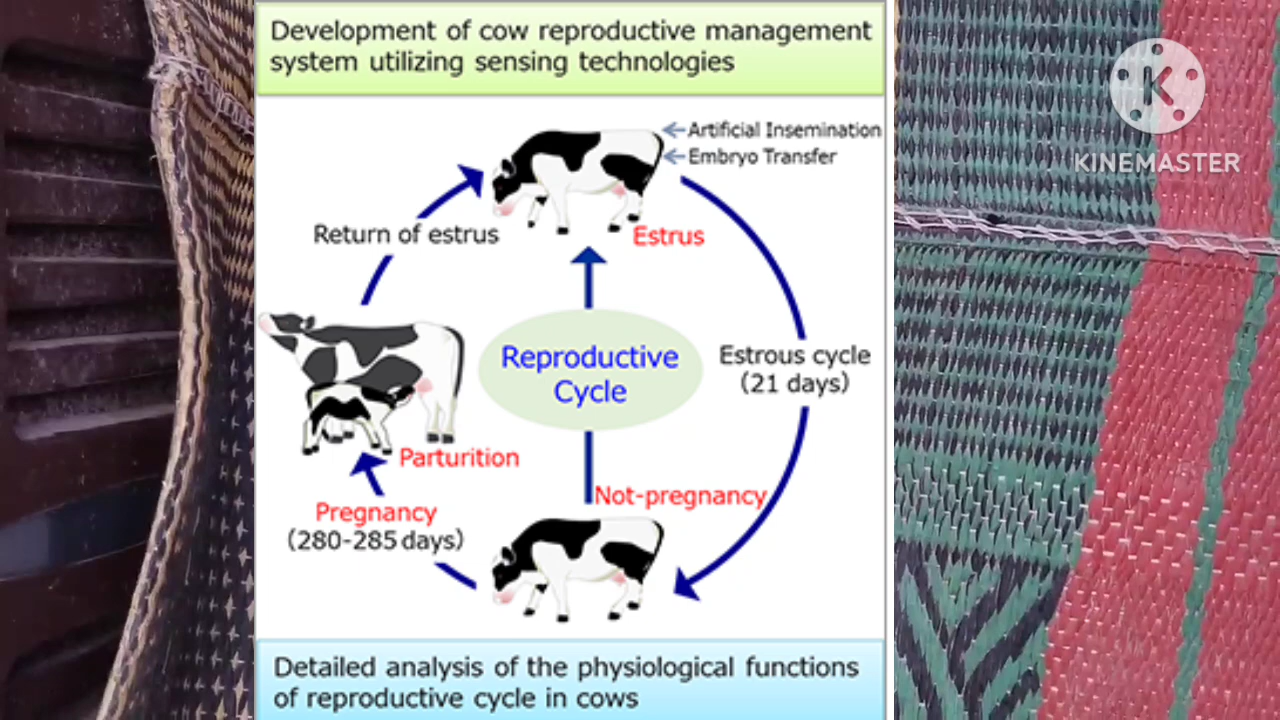 Development of cow reproductive management
system utilizing sensing technologies
Artificial Insemination
Embryo Transfer
Return of estrus
Estrus
Reproductive
Cycle
Estrous cycle
(21 days)
Parturition
Not-pregnancy
Pregnancy
(280-285 days)
Detailed analysis of the physiological functions
of reproductive cycle in cows
K
KINEMASTER